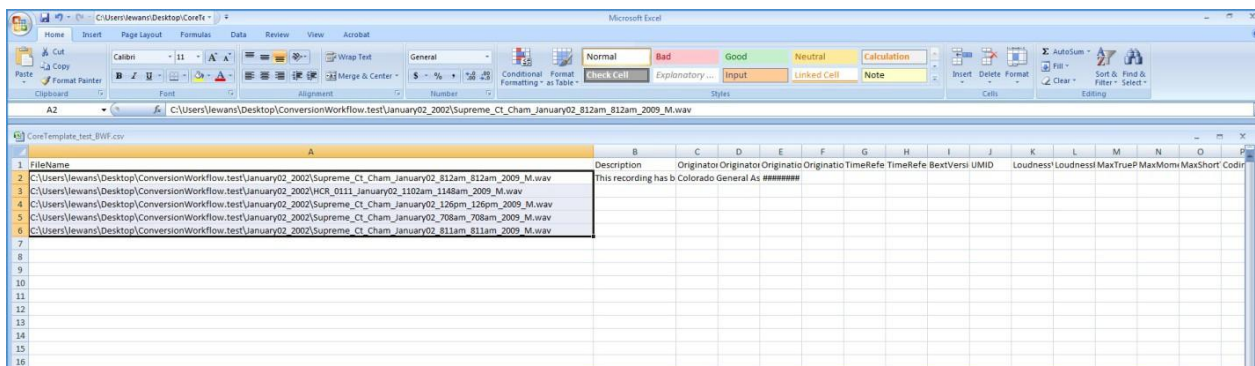 C:\Users\lewans\Desktop\CoreTe Microsoft Excel
Home Insert Page Layout Formulas Data Review View Acrobat
Cut Calibri 11 Wrap Text General Normal Bad Good Neutral Calculation AutoSum
Copy Fill
Paste Format Painter B I U Merge & Center $ % , Conditional Formatting Format as Table Check Cell Explanatory ... Input Linked Cell Note Insert Delete Format Clear Sort & Filter Find & Select
Clipboard Font Alignment Number Styles Cells Editing
A2 fx C:\Users\lewans\Desktop\ConversionWorkflow.test\January02_2002\Supreme_Ct_Cham_January02_812am_812am_2009_M.wav
CoreTemplate_test_BWF.csv
A B C D E F G H I J K L M N O P
1 FileName Description Originator Originator Originatio Originatio TimeRefe TimeRefe BextVersi UMID Loudness Loudness MaxTrueP MaxMome MaxShort Codin
2 C:\Users\lewans\Desktop\ConversionWorkflow.test\January02_2002\Supreme_Ct_Cham_January02_812am_812am_2009_M.wav This recording has b Colorado General As ########
3 C:\Users\lewans\Desktop\ConversionWorkflow.test\January02_2002\HCR_0111_January02_1102am_1148am_2009_M.wav
4 C:\Users\lewans\Desktop\ConversionWorkflow.test\January02_2002\Supreme_Ct_Cham_January02_126pm_126pm_2009_M.wav
5 C:\Users\lewans\Desktop\ConversionWorkflow.test\January02_2002\Supreme_Ct_Cham_January02_708am_708am_2009_M.wav
6 C:\Users\lewans\Desktop\ConversionWorkflow.test\January02_2002\Supreme_Ct_Cham_January02_811am_811am_2009_M.wav
7
8
9
10
11
12
13
14
15
16